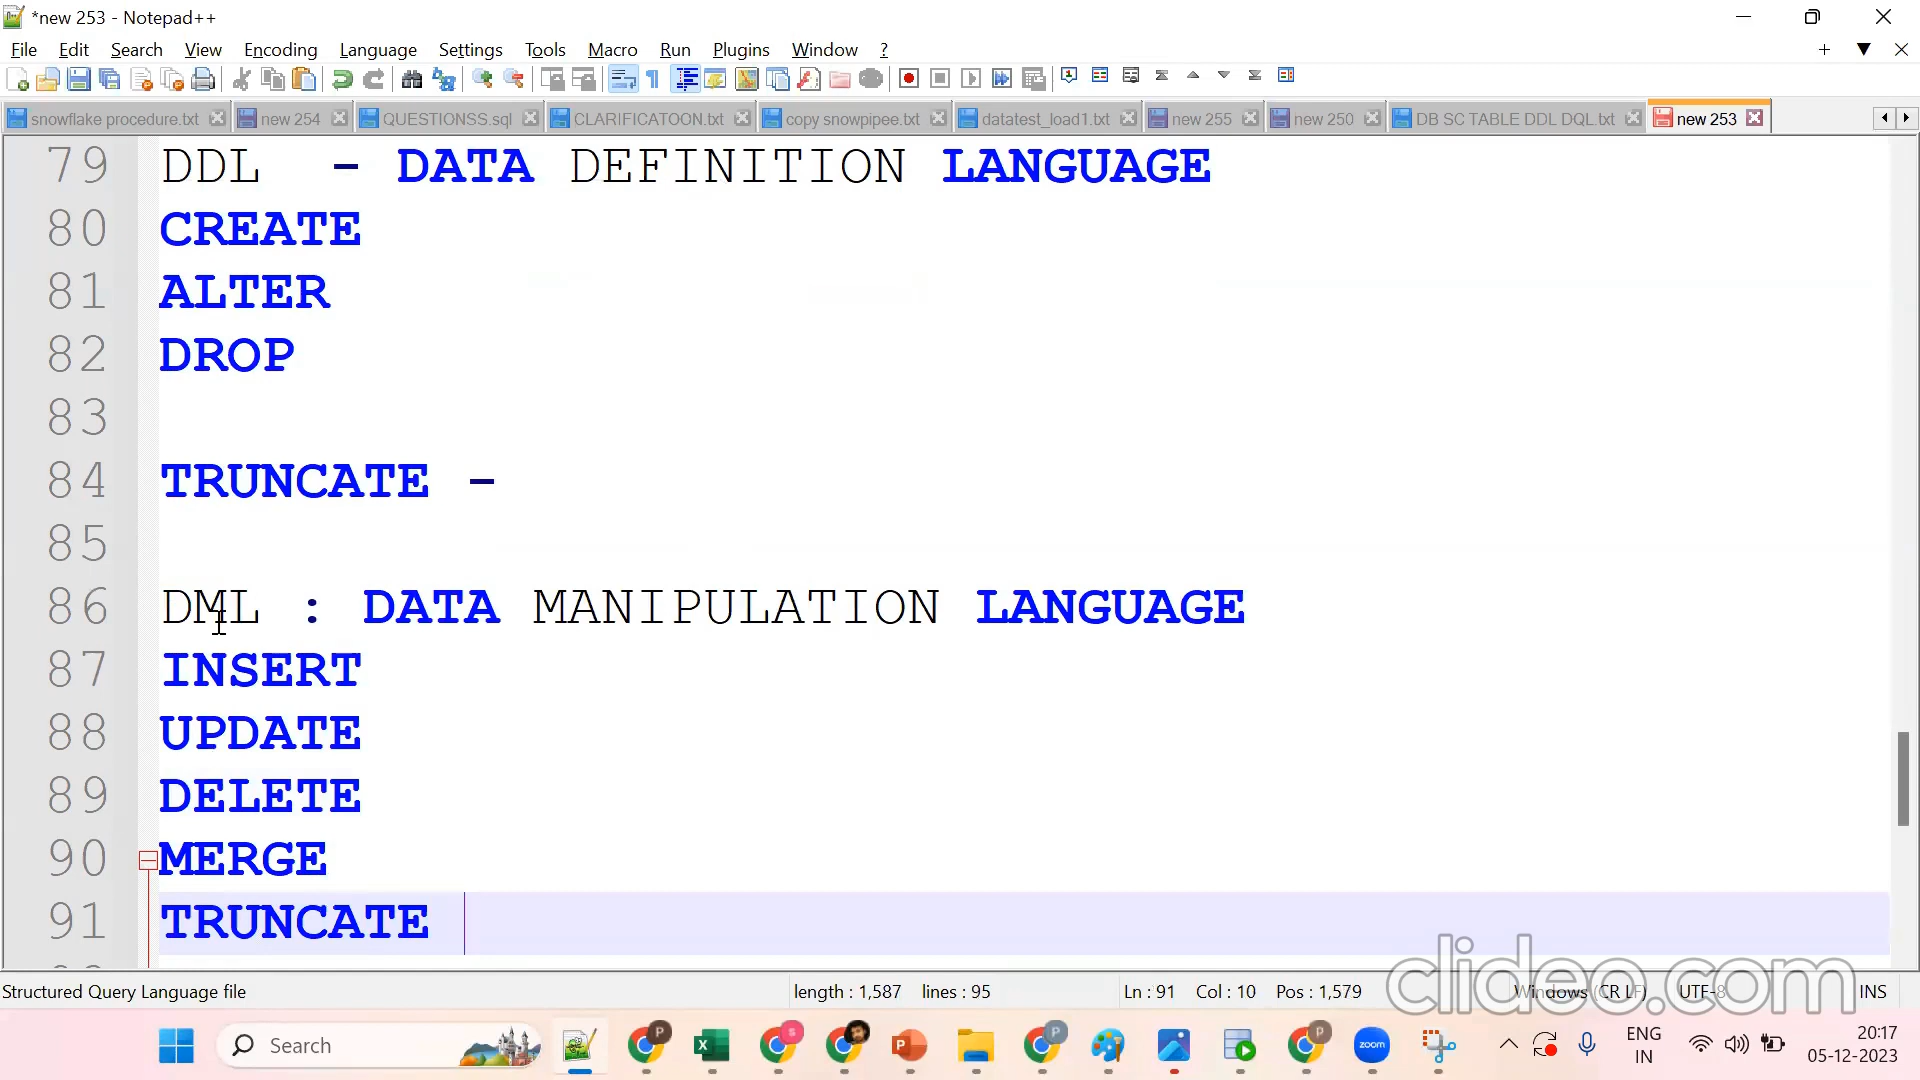 *new 253 - Notepad++
File Edit Search View Encoding Language Settings Tools Macro Run Plugins Window ?
snowflake procedure.txt new 254 QUESTIONSS.sql CLARIFICATOON.txt copy snowpipee.txt datatest_load1.txt new 255 new 250 DB SC TABLE DDL DQL.txt new 253
79 DDL - DATA DEFINITION LANGUAGE
80 CREATE
81 ALTER
82 DROP
83
84 TRUNCATE -
85
86 DML : DATA MANIPULATION LANGUAGE
87 INSERT
88 UPDATE
89 DELETE
90 MERGE
91 TRUNCATE
clideo.com
Structured Query Language file length : 1,587 lines : 95 Ln : 91 Col : 10 Pos : 1,579 Windows (CR LF) UTF-8 INS
Search zoom ENG IN 20:17 05-12-2023